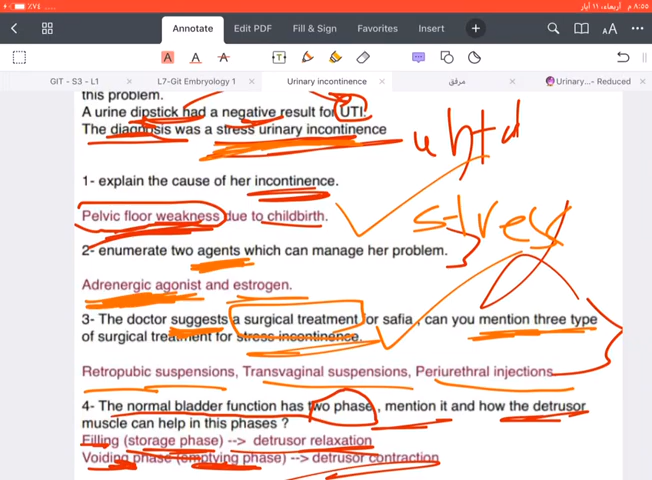 ٪٧٤
٨:٥٥ م أربعاء، ١١ أيار
Annotate
Edit PDF
Fill & Sign
Favorites
Insert
GIT - S3 - L1
L7-Git Embryology 1
Urinary incontinence
مرفق
Urinary...- Reduced
this problem.
A urine dipstick had a negative result for UTI.
The diagnosis was a stress urinary incontinence
1- explain the cause of her incontinence.
Pelvic floor weakness due to childbirth.
stress
2- enumerate two agents which can manage her problem.
Adrenergic agonist and estrogen.
3- The doctor suggests a surgical treatment for safia , can you mention three type
of surgical treatment for stress incontinence.
Retropubic suspensions, Transvaginal suspensions, Periurethral injections
4- The normal bladder function has two phase , mention it and how the detrusor
muscle can help in this phases ?
Filling (storage phase) --> detrusor relaxation
Voiding phase (emptying phase) --> detrusor contraction